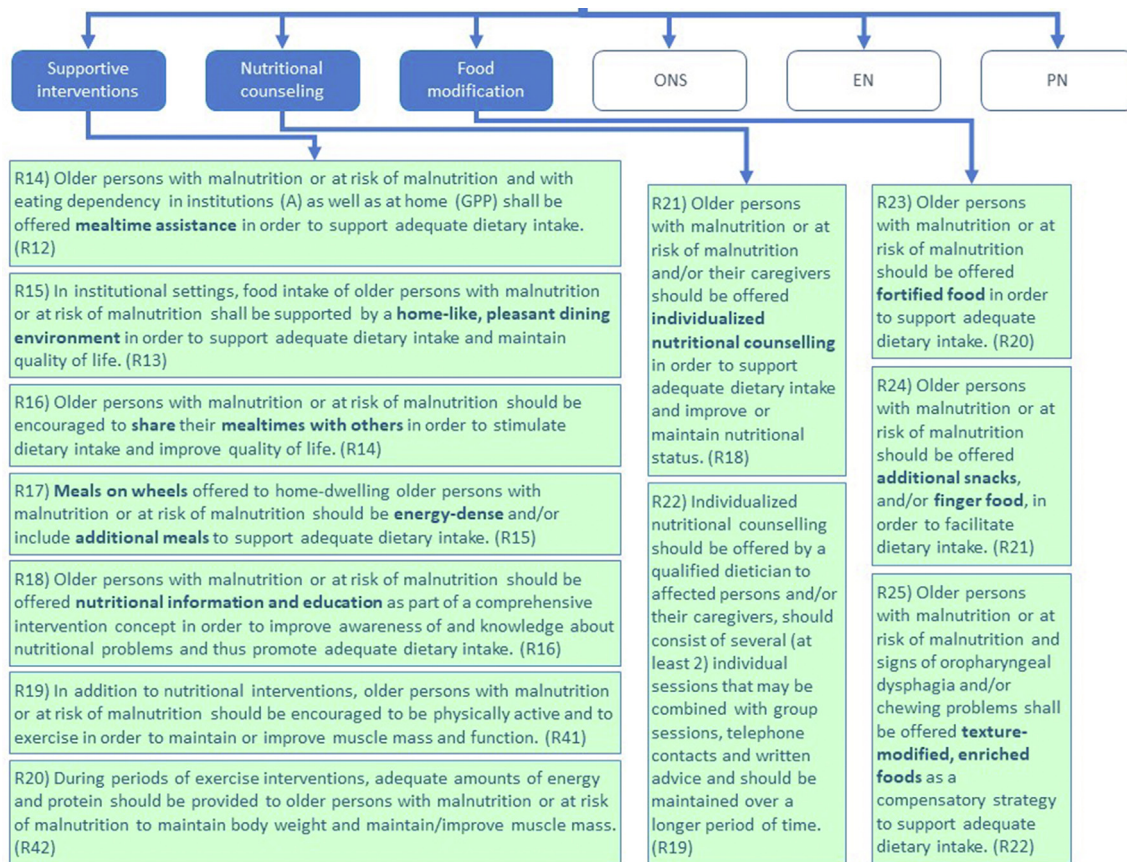 Supportive
interventions
Nutritional
counseling
Food
modification
ONS
EN
PN
R14) Older persons with malnutrition or at risk of malnutrition and with
eating dependency in institutions (A) as well as at home (GPP) shall be
offered mealtime assistance in order to support adequate dietary intake.
(R12)
R15) In institutional settings, food intake of older persons with malnutrition
or at risk of malnutrition shall be supported by a home-like, pleasant dining
environment in order to support adequate dietary intake and maintain
quality of life. (R13)
R16) Older persons with malnutrition or at risk of malnutrition should be
encouraged to share their mealtimes with others in order to stimulate
dietary intake and improve quality of life. (R14)
R17) Meals on wheels offered to home-dwelling older persons with
malnutrition or at risk of malnutrition should be energy-dense and/or
include additional meals to support adequate dietary intake. (R15)
R18) Older persons with malnutrition or at risk of malnutrition should be
offered nutritional information and education as part of a comprehensive
intervention concept in order to improve awareness of and knowledge about
nutritional problems and thus promote adequate dietary intake. (R16)
R19) In addition to nutritional interventions, older persons with malnutrition
or at risk of malnutrition should be encouraged to be physically active and to
exercise in order to maintain or improve muscle mass and function. (R41)
R20) During periods of exercise interventions, adequate amounts of energy
and protein should be provided to older persons with malnutrition or at risk
of malnutrition to maintain body weight and maintain/improve muscle mass.
(R42)
R21) Older persons
with malnutrition or at
risk of malnutrition
and/or their caregivers
should be offered
individualized
nutritional counselling
in order to support
adequate dietary intake
and improve or
maintain nutritional
status. (R18)
R22) Individualized
nutritional counselling
should be offered by a
qualified dietician to
affected persons and/or
their caregivers, should
consist of several (at
least 2) individual
sessions that may be
combined with group
sessions, telephone
contacts and written
advice and should be
maintained over a
longer period of time.
(R19)
R23) Older persons
with malnutrition or at
risk of malnutrition
should be offered
fortified food in order
to support adequate
dietary intake. (R20)
R24) Older persons
with malnutrition or at
risk of malnutrition
should be offered
additional snacks,
and/or finger food, in
order to facilitate
dietary intake. (R21)
R25) Older persons
with malnutrition or at
risk of malnutrition and
signs of oropharyngeal
dysphagia and/or
chewing problems shall
be offered texture-
modified, enriched
foods as a
compensatory strategy
to support adequate
dietary intake. (R22)